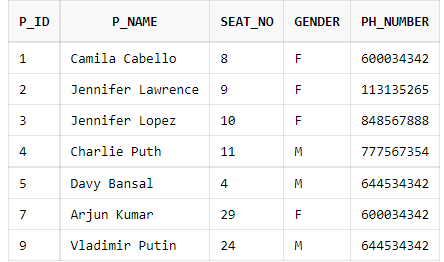 P_ID P_NAME SEAT_NO GENDER PH_NUMBER
1 Camila Cabello 8 F 600034342
2 Jennifer Lawrence 9 F 113135265
3 Jennifer Lopez 10 F 848567888
4 Charlie Puth 11 M 777567354
5 Davy Bansal 4 M 644534342
7 Arjun Kumar 29 F 600034342
9 Vladimir Putin 24 M 644534342